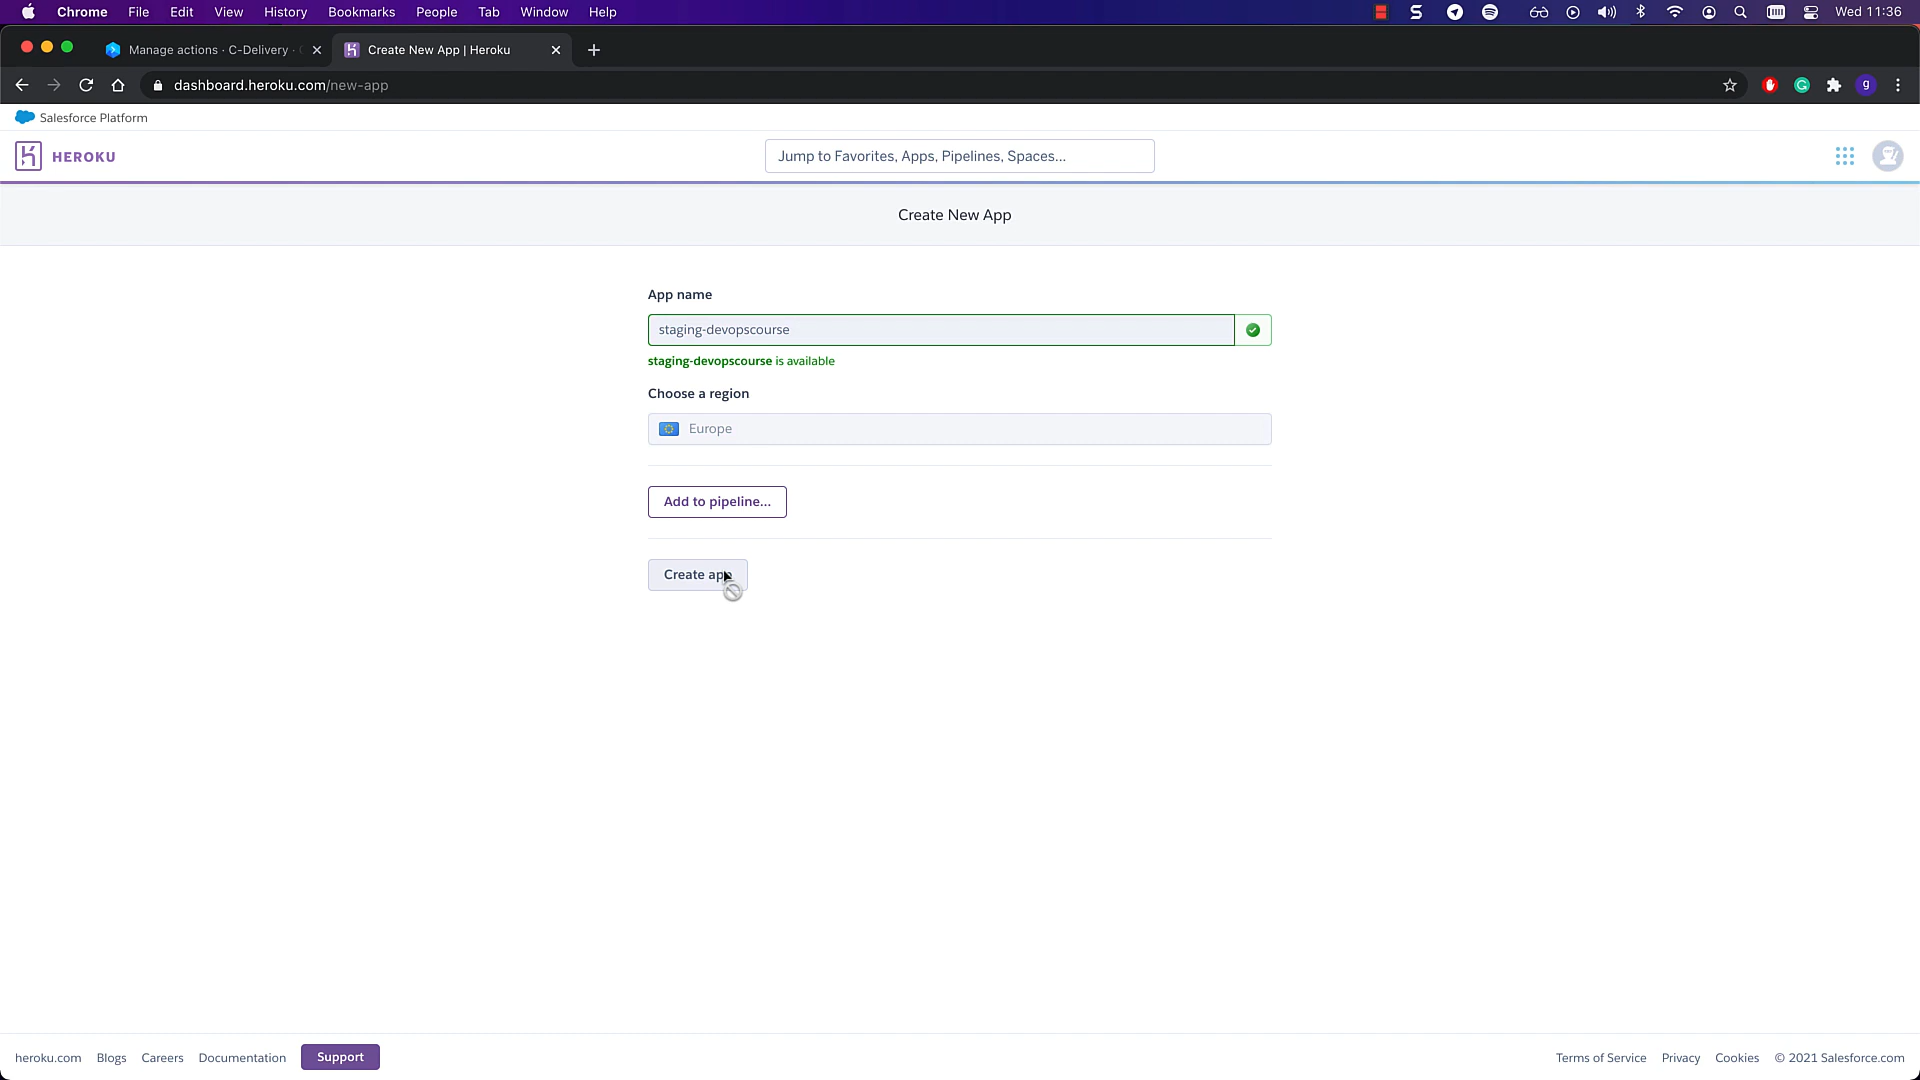 Chrome File Edit View History Bookmarks People Tab Window Help Wed 11:36
Manage actions · C-Delivery ·
Create New App | Heroku
dashboard.heroku.com/new-app
g
Salesforce Platform
HEROKU
Jump to Favorites, Apps, Pipelines, Spaces...
Create New App
App name
staging-devopscourse
staging-devopscourse is available
Choose a region
Europe
Add to pipeline...
Create app
heroku.com Blogs Careers Documentation Support Terms of Service Privacy Cookies © 2021 Salesforce.com